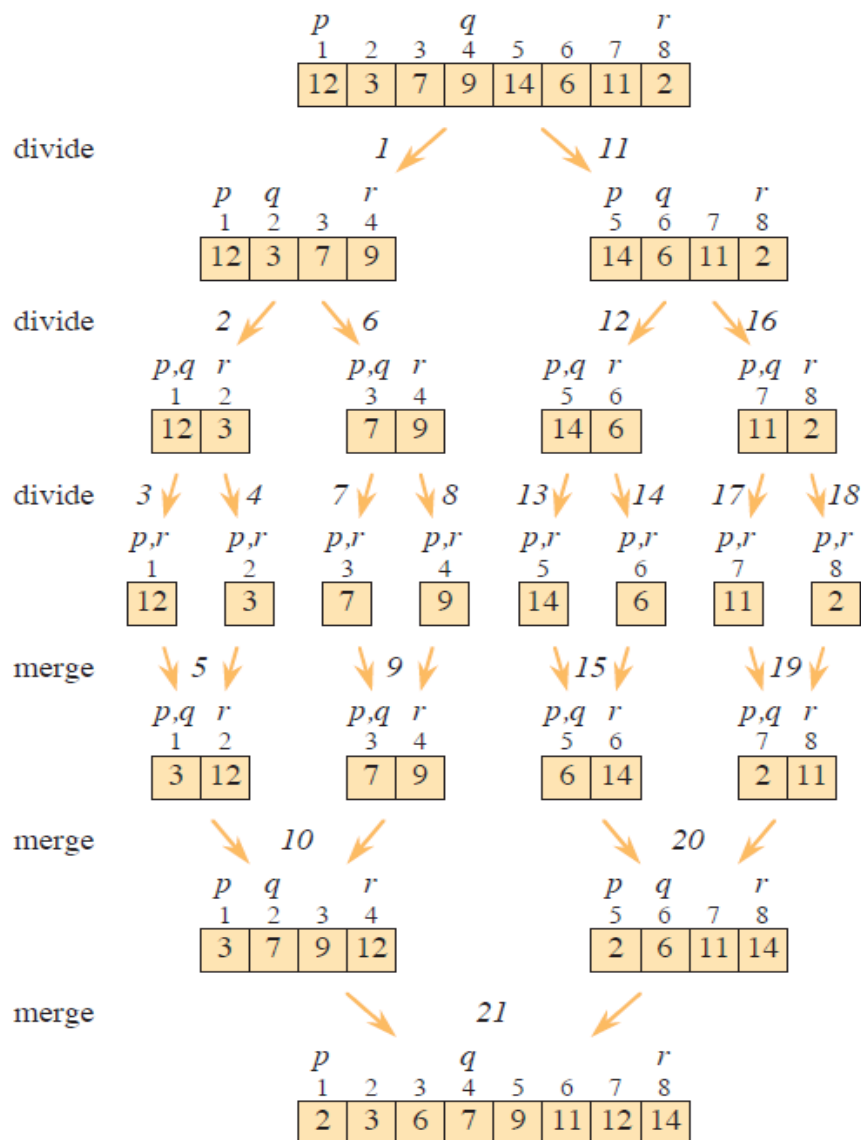 p q r
1 2 3 4 5 6 7 8
12 3 7 9 14 6 11 2
divide 1 11
p q r p q r
1 2 3 4 5 6 7 8
12 3 7 9 14 6 11 2
divide 2 6 12 16
p,q r p,q r p,q r p,q r
1 2 3 4 5 6 7 8
12 3 7 9 14 6 11 2
divide 3 4 7 8 13 14 17 18
p,r p,r p,r p,r p,r p,r p,r p,r
1 2 3 4 5 6 7 8
12 3 7 9 14 6 11 2
merge 5 9 15 19
p,q r p,q r p,q r p,q r
1 2 3 4 5 6 7 8
3 12 7 9 6 14 2 11
merge 10 20
p q r p q r
1 2 3 4 5 6 7 8
3 7 9 12 2 6 11 14
merge 21
p q r
1 2 3 4 5 6 7 8
2 3 6 7 9 11 12 14